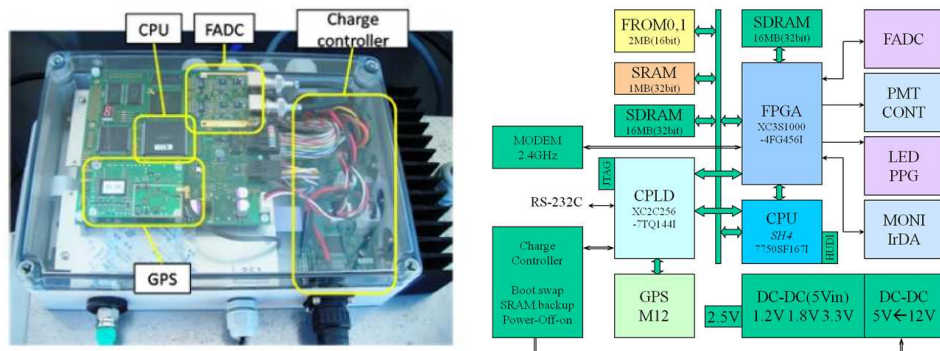 CPU
FADC
Charge
controller
GPS
FROM0,1
2MB(16bit)
SRAM
1MB(32bit)
SDRAM
16MB(32bit)
SDRAM
16MB(32bit)
FPGA
XC3S1000
-4FG456I
FADC
PMT
CONT
LED
PPG
MONI
IrDA
MODEM
2.4GHz
JTAG
RS-232C
CPLD
XC2C256
-7TQ144I
CPU
SH4
7750SF167I
HUDI
Charge
Controller
Boot.swap
SRAM.backup
Power-Off-on
GPS
M12
2.5V
DC-DC(5Vin)
1.2V 1.8V 3.3V
DC-DC
5V←12V